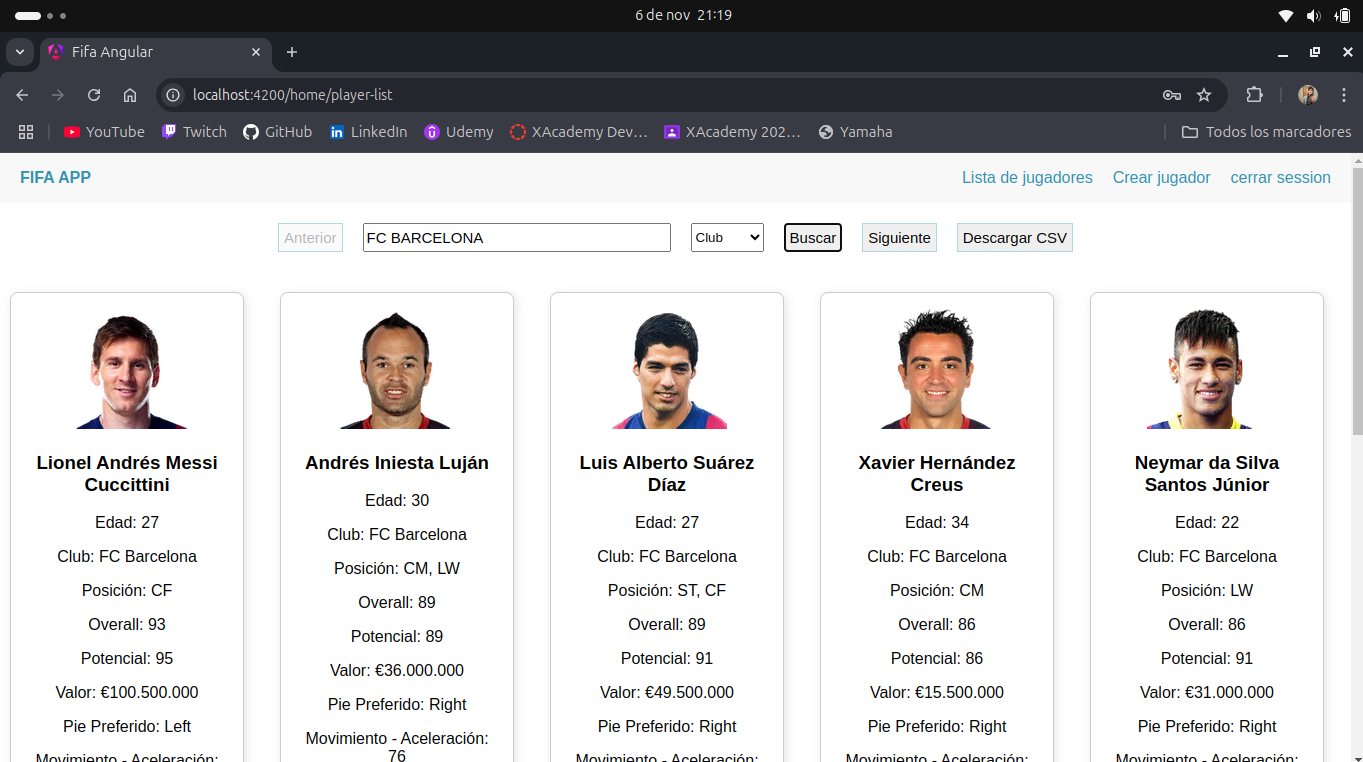 6 de nov 21:19
Fifa Angular
localhost:4200/home/player-list
YouTube Twitch GitHub LinkedIn Udemy XAcademy Dev... XAcademy 202... Yamaha Todos los marcadores
FIFA APP Lista de jugadores Crear jugador cerrar session
Anterior FC BARCELONA Club Buscar Siguiente Descargar CSV
Lionel Andrés Messi
Cuccittini
Edad: 27
Club: FC Barcelona
Posición: CF
Overall: 93
Potencial: 95
Valor: €100.500.000
Pie Preferido: Left
Movimiento - Aceleración:
Andrés Iniesta Luján
Edad: 30
Club: FC Barcelona
Posición: CM, LW
Overall: 89
Potencial: 89
Valor: €36.000.000
Pie Preferido: Right
Movimiento - Aceleración:
76
Luis Alberto Suárez
Díaz
Edad: 27
Club: FC Barcelona
Posición: ST, CF
Overall: 89
Potencial: 91
Valor: €49.500.000
Pie Preferido: Right
Movimiento - Aceleración:
Xavier Hernández
Creus
Edad: 34
Club: FC Barcelona
Posición: CM
Overall: 86
Potencial: 86
Valor: €15.500.000
Pie Preferido: Right
Movimiento - Aceleración:
Neymar da Silva
Santos Júnior
Edad: 22
Club: FC Barcelona
Posición: LW
Overall: 86
Potencial: 91
Valor: €31.000.000
Pie Preferido: Right
Movimiento - Aceleración: